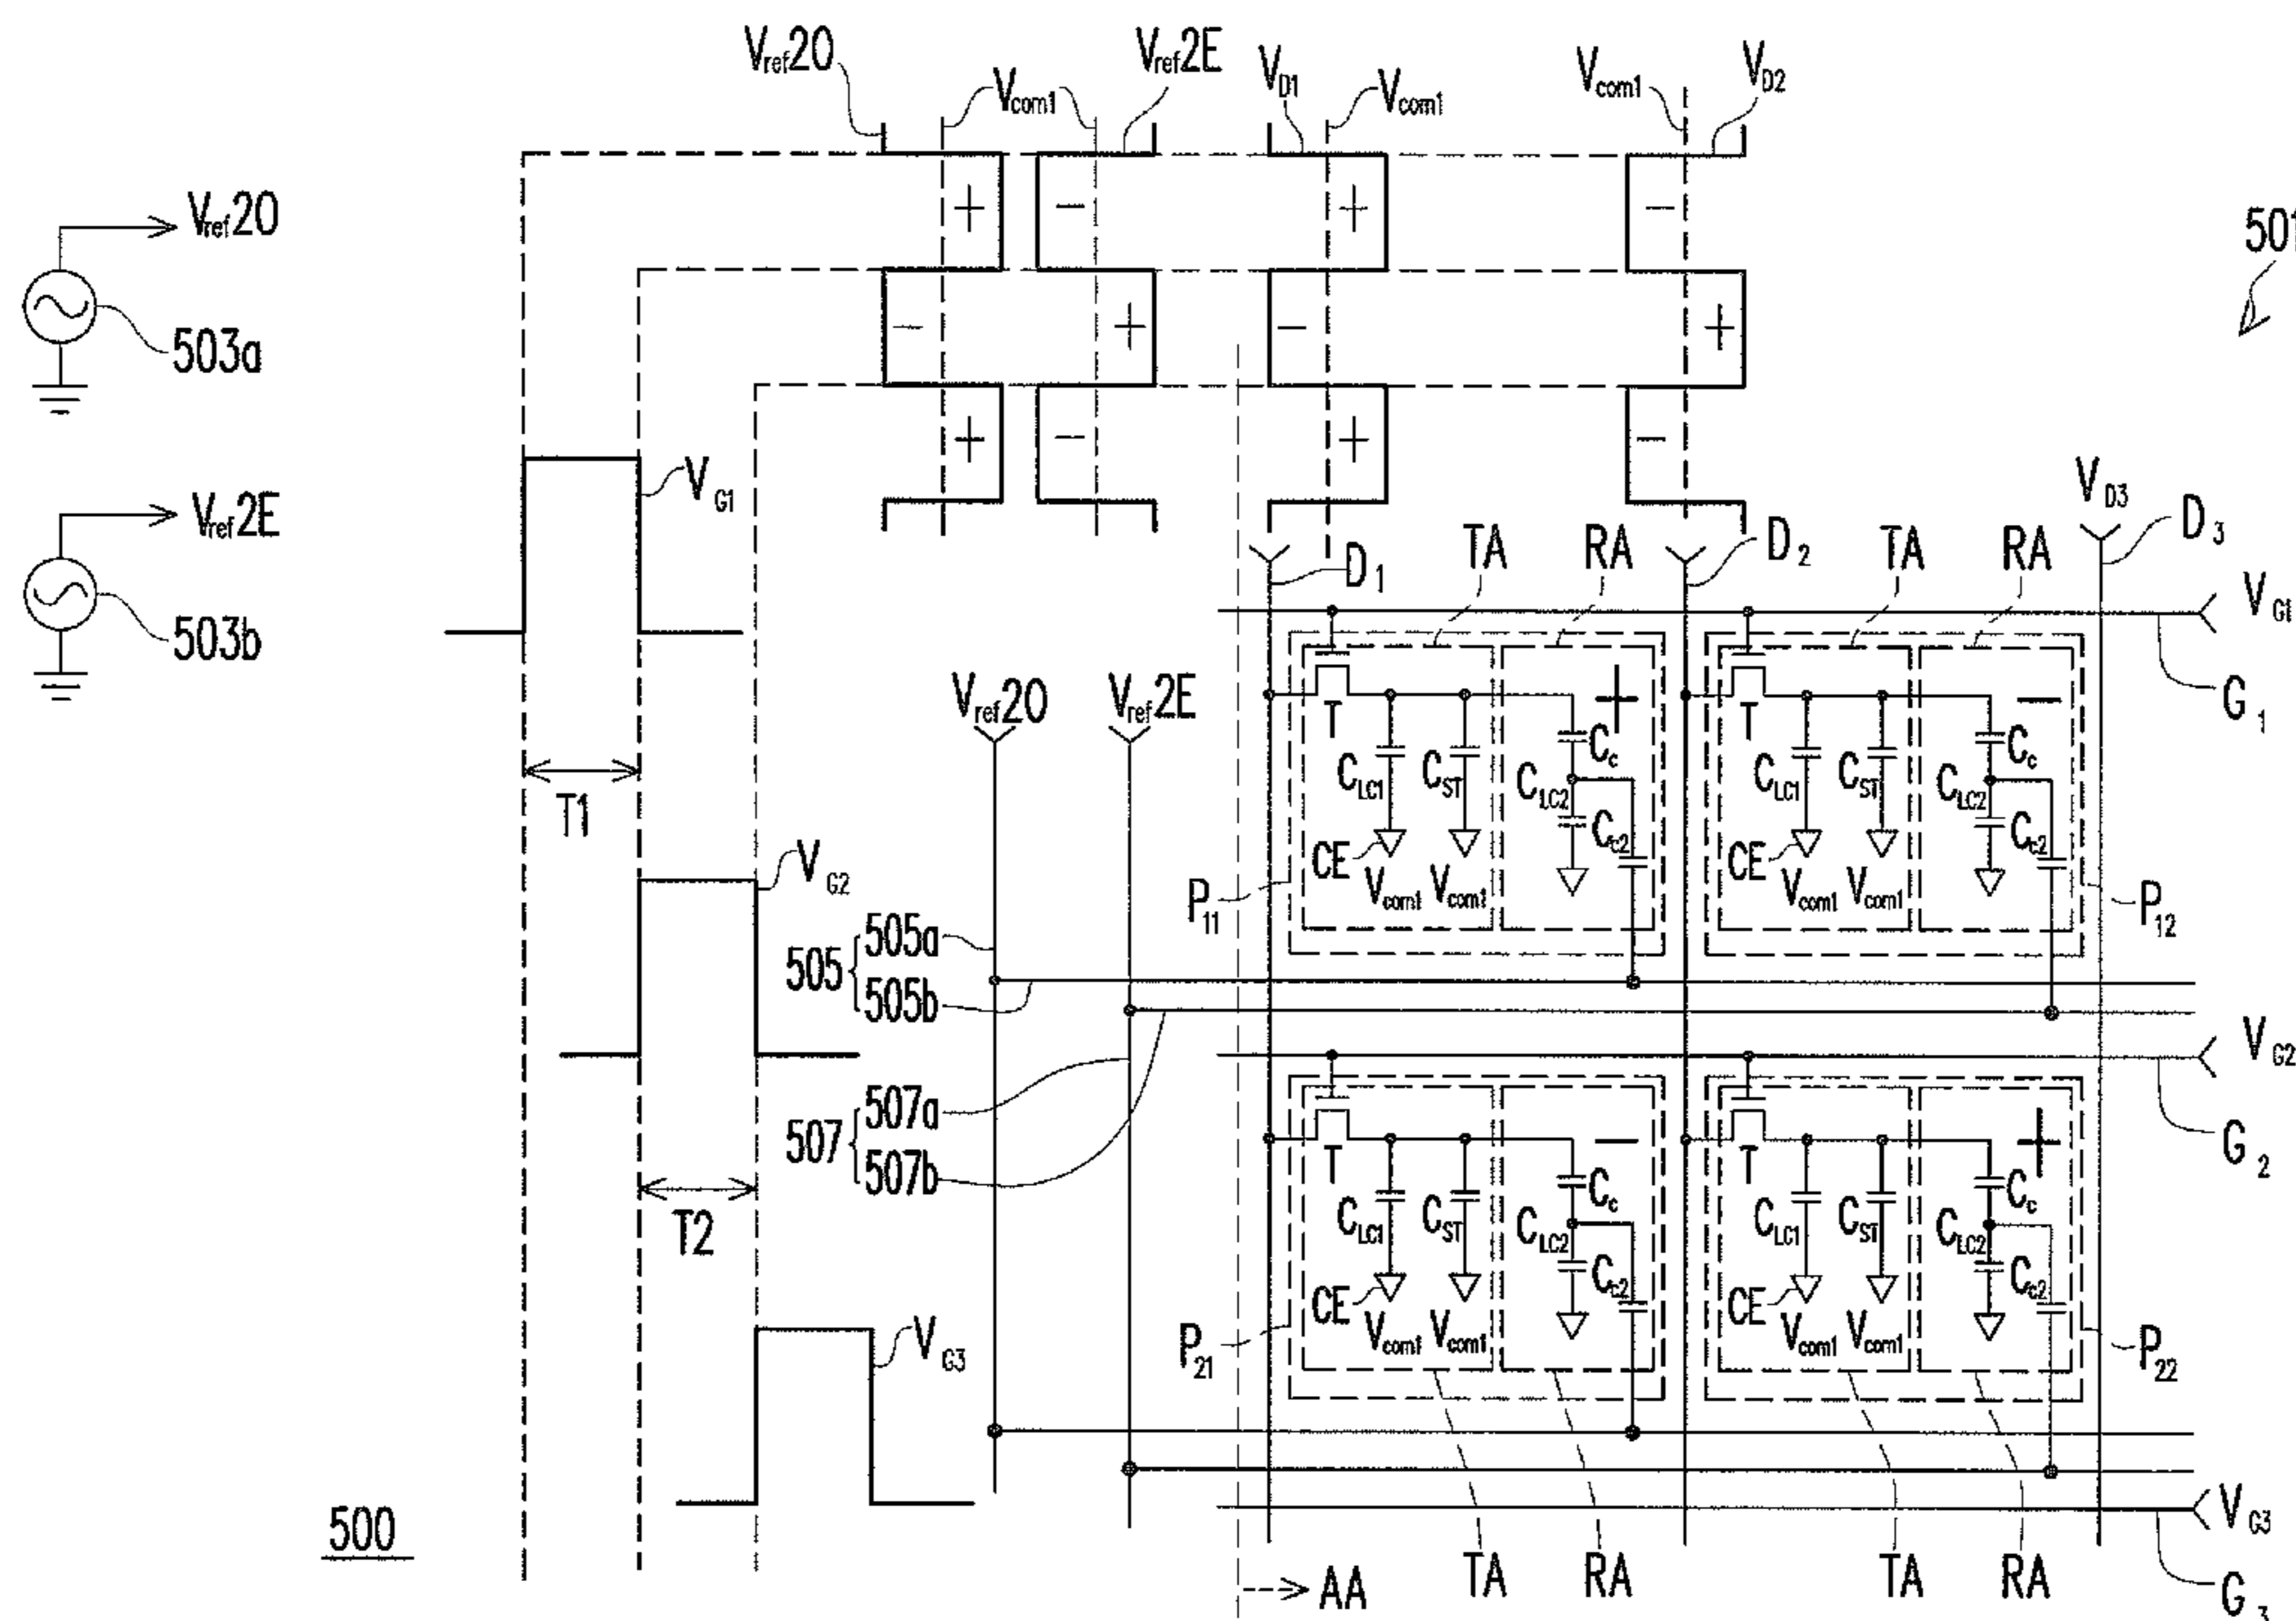 Vref20
Vcom1
Vref2E
VD1
Vcom1
Vcom1
VD2
+ - + -
- + - +
+ - + -
Vref20
503a
Vref2E
503b
501
VG1
T1
VG2
T2
VG3
500
Vref20
Vref2E
505
505a
505b
507
507a
507b
D1
TA
RA
D2
TA
RA
VD3
D3
VG1
G1
T
CLC1
CST
CLC2
Cc
Cc2
+
CE
Vcom1
Vcom1
P11
T
CLC1
CST
CLC2
Cc
Cc2
-
CE
Vcom1
Vcom1
P12
VG2
G2
T
CLC1
CST
CLC2
Cc
Cc2
-
CE
Vcom1
Vcom1
P21
T
CLC1
CST
CLC2
Cc
Cc2
+
CE
Vcom1
Vcom1
P22
VG3
G3
AA
TA
RA
TA
RA